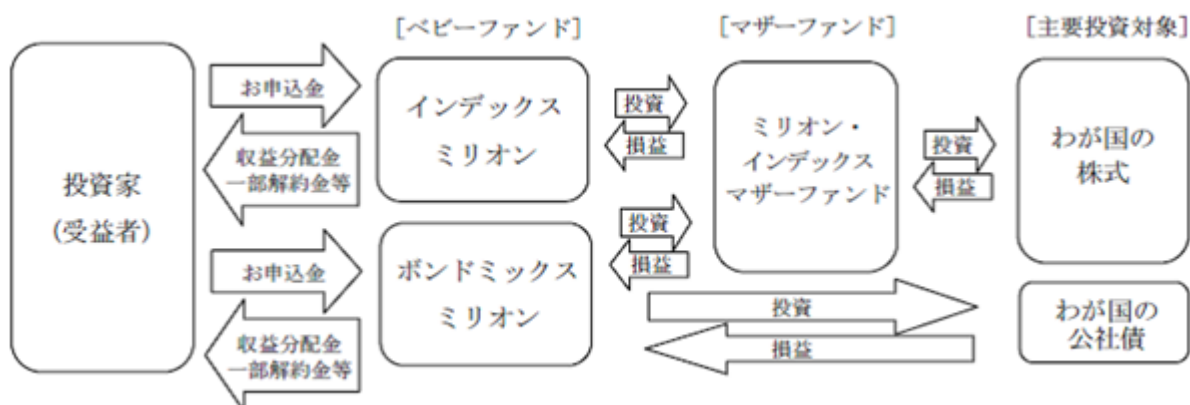 [ベビーファンド]
[マザーファンド]
[主要投資対象]
投資家
(受益者)
お申込金
収益分配金
一部解約金等
お申込金
収益分配金
一部解約金等
インデックス
ミリオン
ボンドミックス
ミリオン
投資
損益
投資
損益
ミリオン・
インデックス
マザーファンド
投資
損益
わが国の
株式
投資
損益
わが国の
公社債